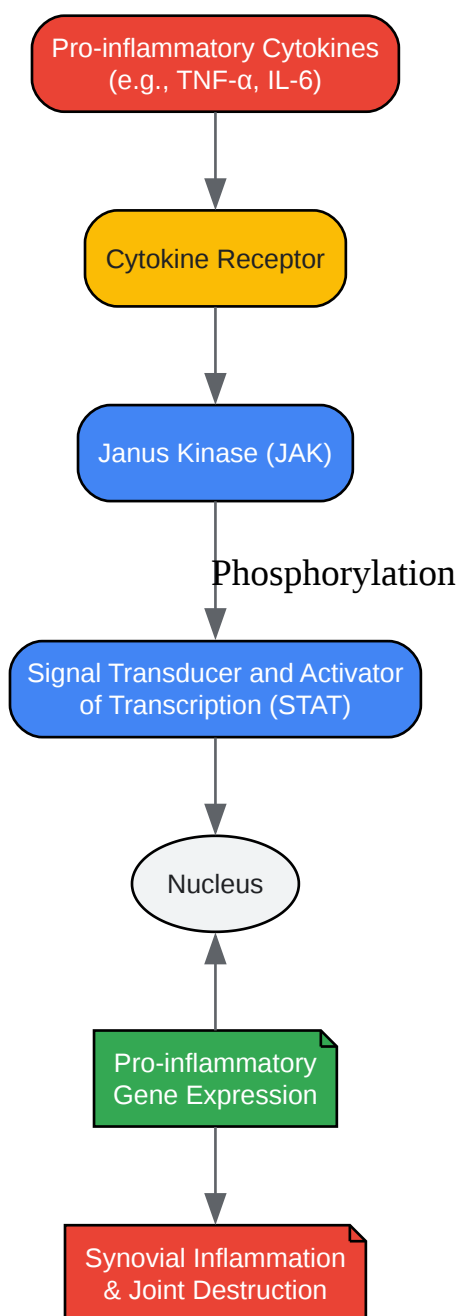 Pro-inflammatory Cytokines
(e.g., TNF-α, IL-6)
Cytokine Receptor
Janus Kinase (JAK)
Phosphorylation
Signal Transducer and Activator
of Transcription (STAT)
Nucleus
Pro-inflammatory
Gene Expression
Synovial Inflammation
& Joint Destruction